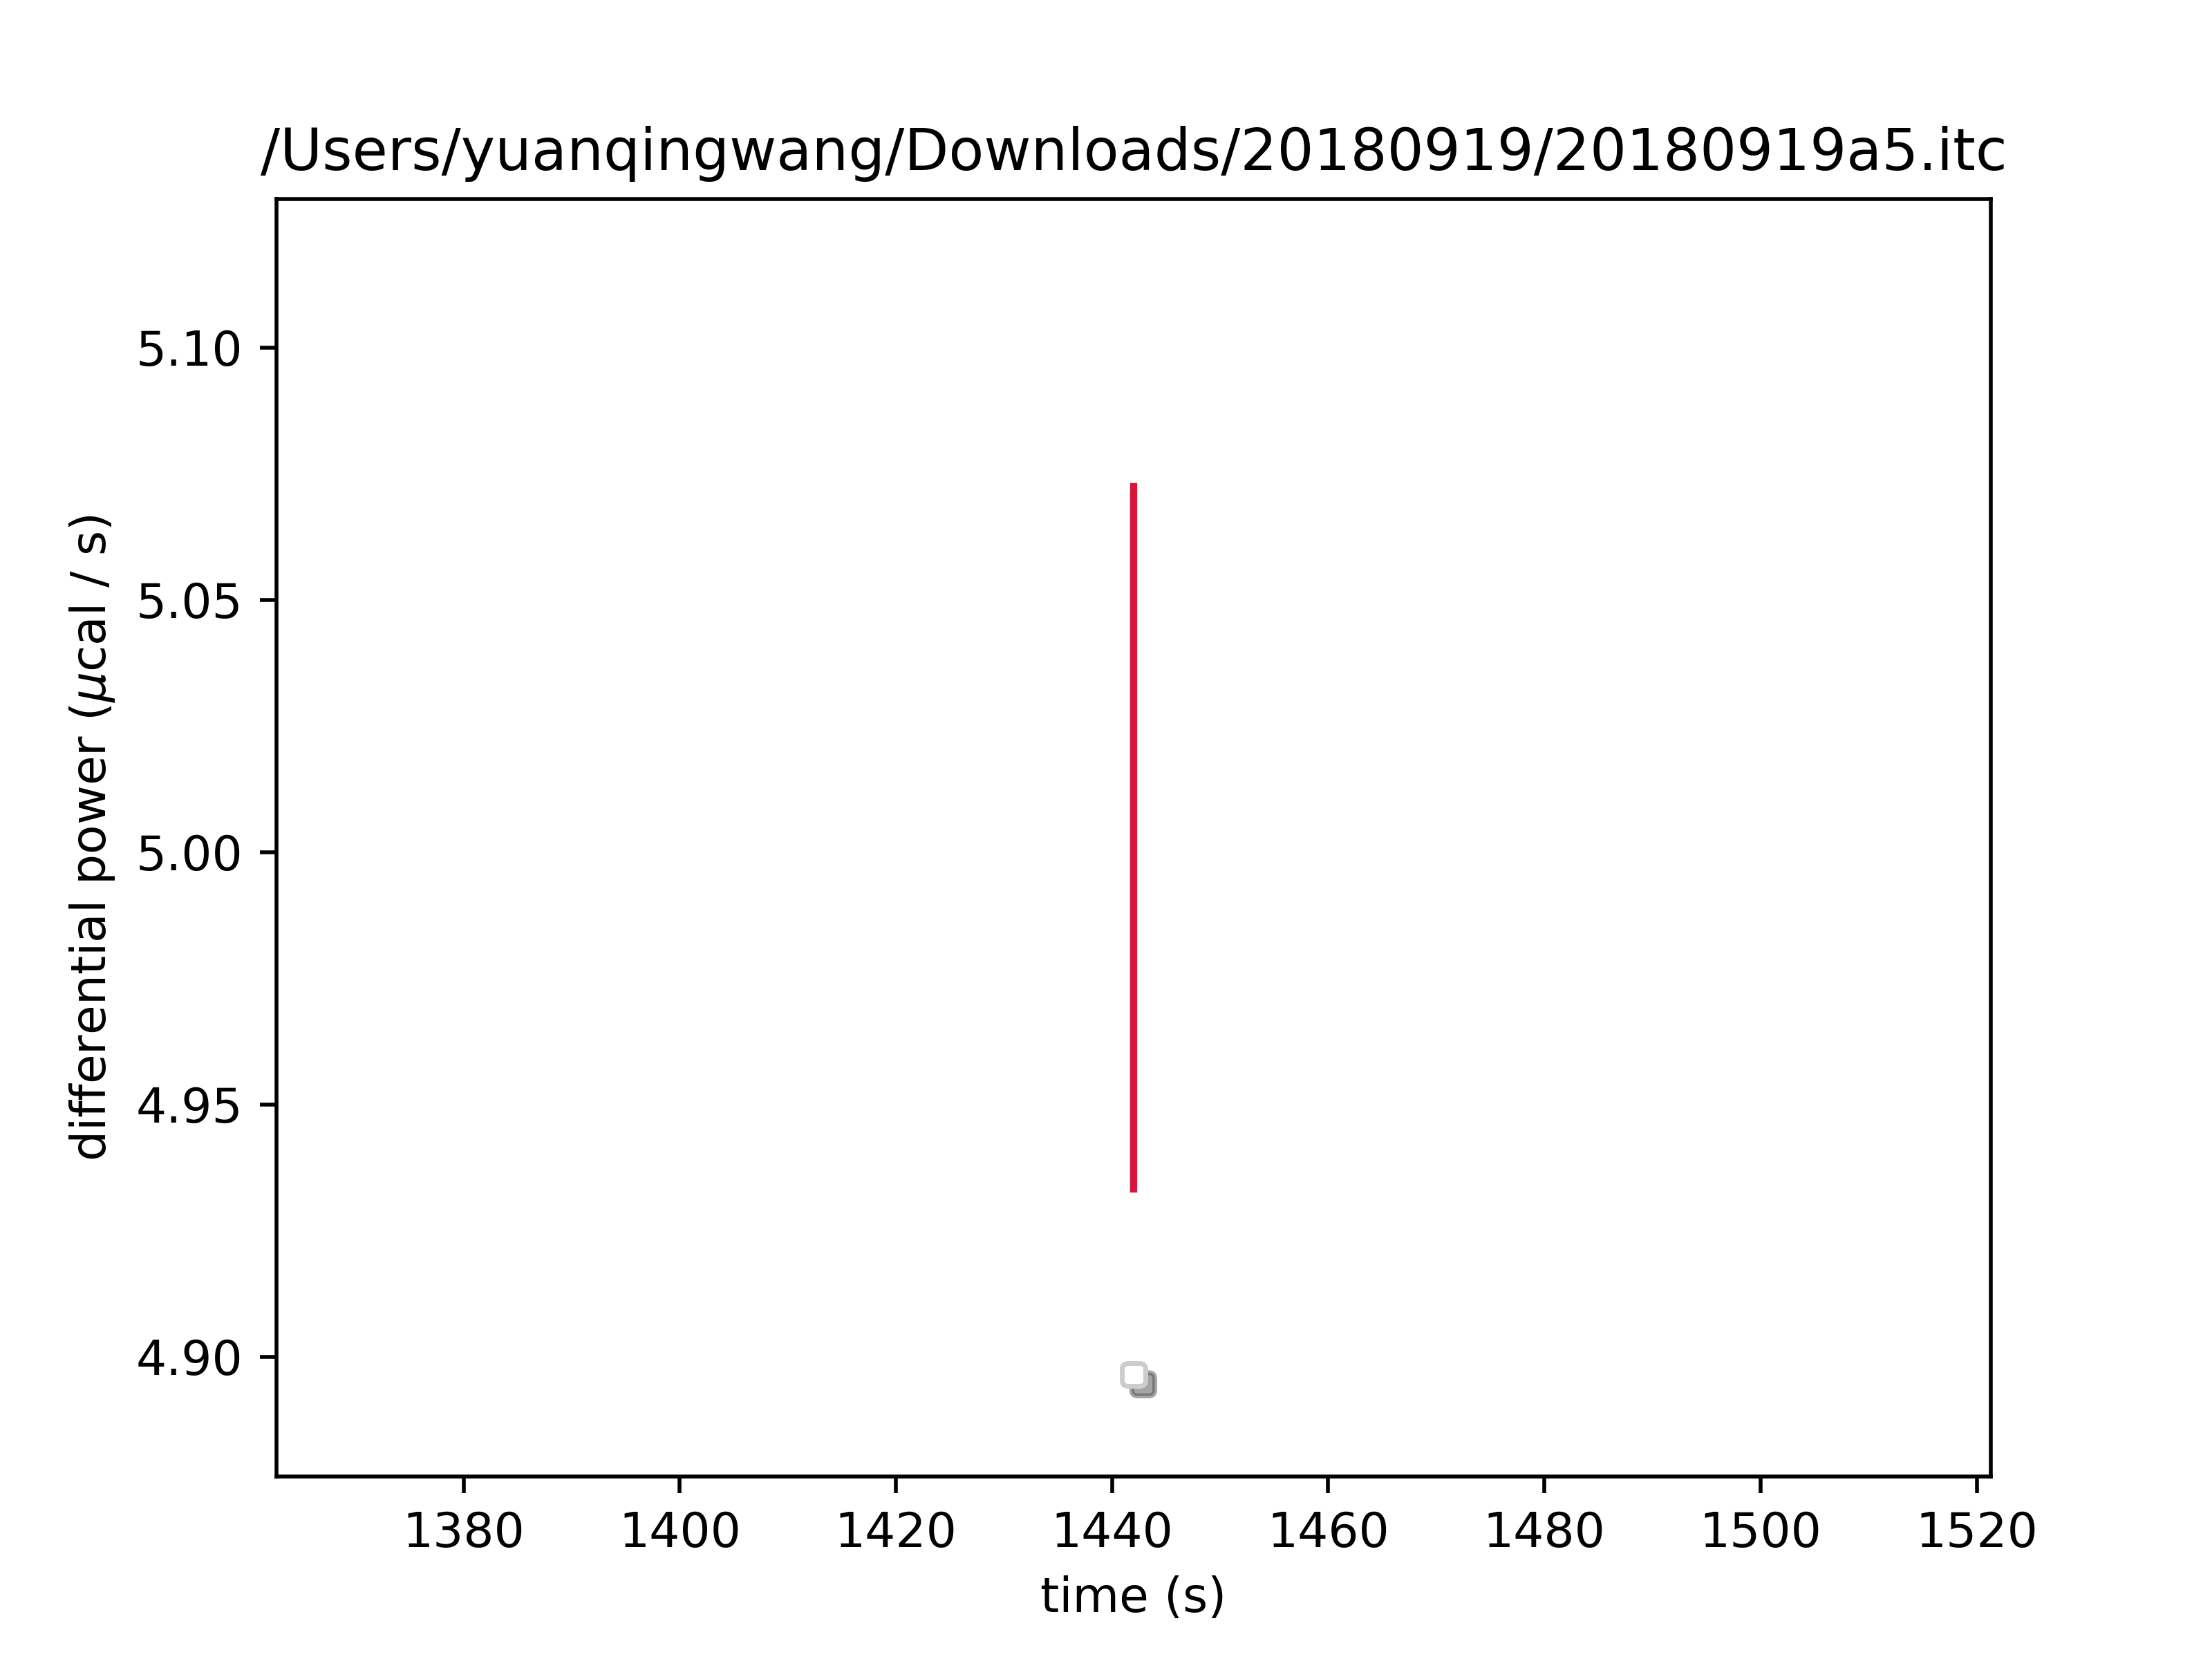 /Users/yuanqingwang/Downloads/20180919/20180919a5.itc
differential power (μcal / s)
5.10
5.05
5.00
4.95
4.90
1380 1400 1420 1440 1460 1480 1500 1520
time (s)